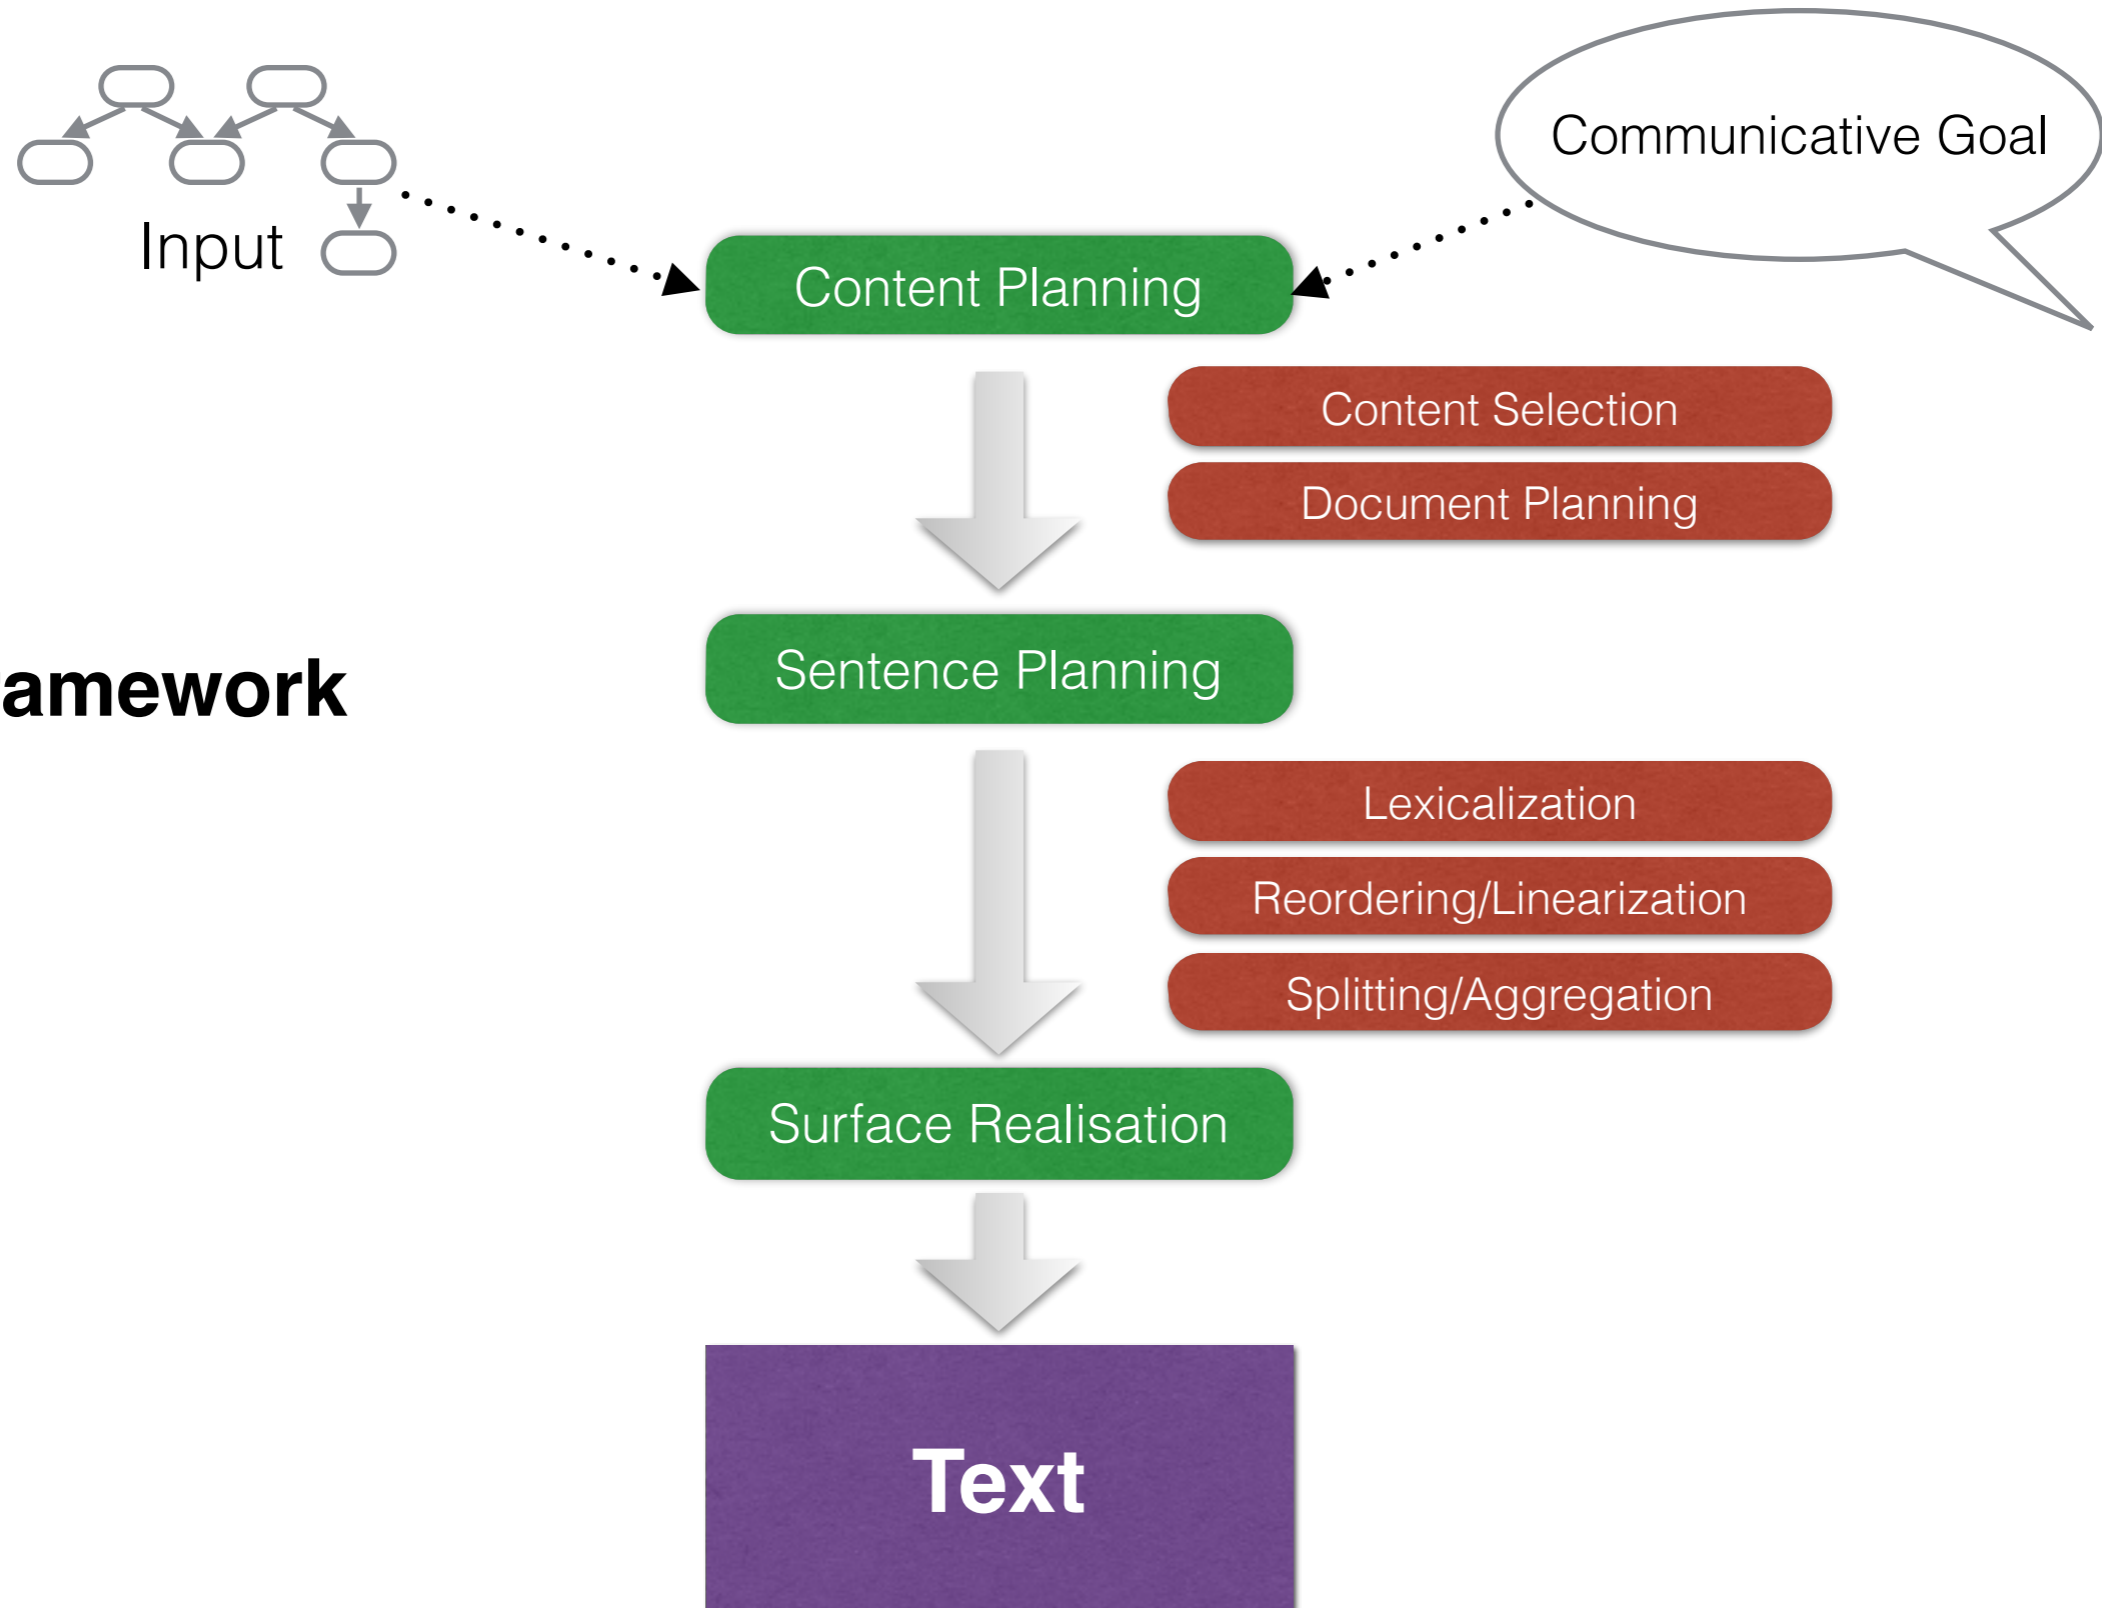 Communicative Goal
Input
Content Planning
Content Selection
Document Planning
Sentence Planning
amework
Lexicalization
Reordering/Linearization
Splitting/Aggregation
Surface Realisation
Text